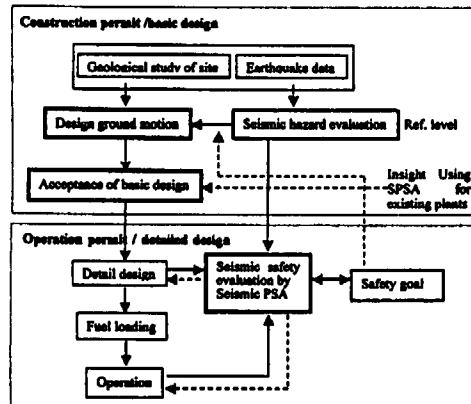 Construction permit /basic design
Geological study of site
Earthquake data
Design ground motion
Seismic hazard evaluation
Ref. level
Insight Using
SPSA for
existing plants
Acceptance of basic design
Operation permit / detailed design
Detail design
Seismic safety
evaluation by
Seismic PSA
Safety goal
Fuel loading
Operation